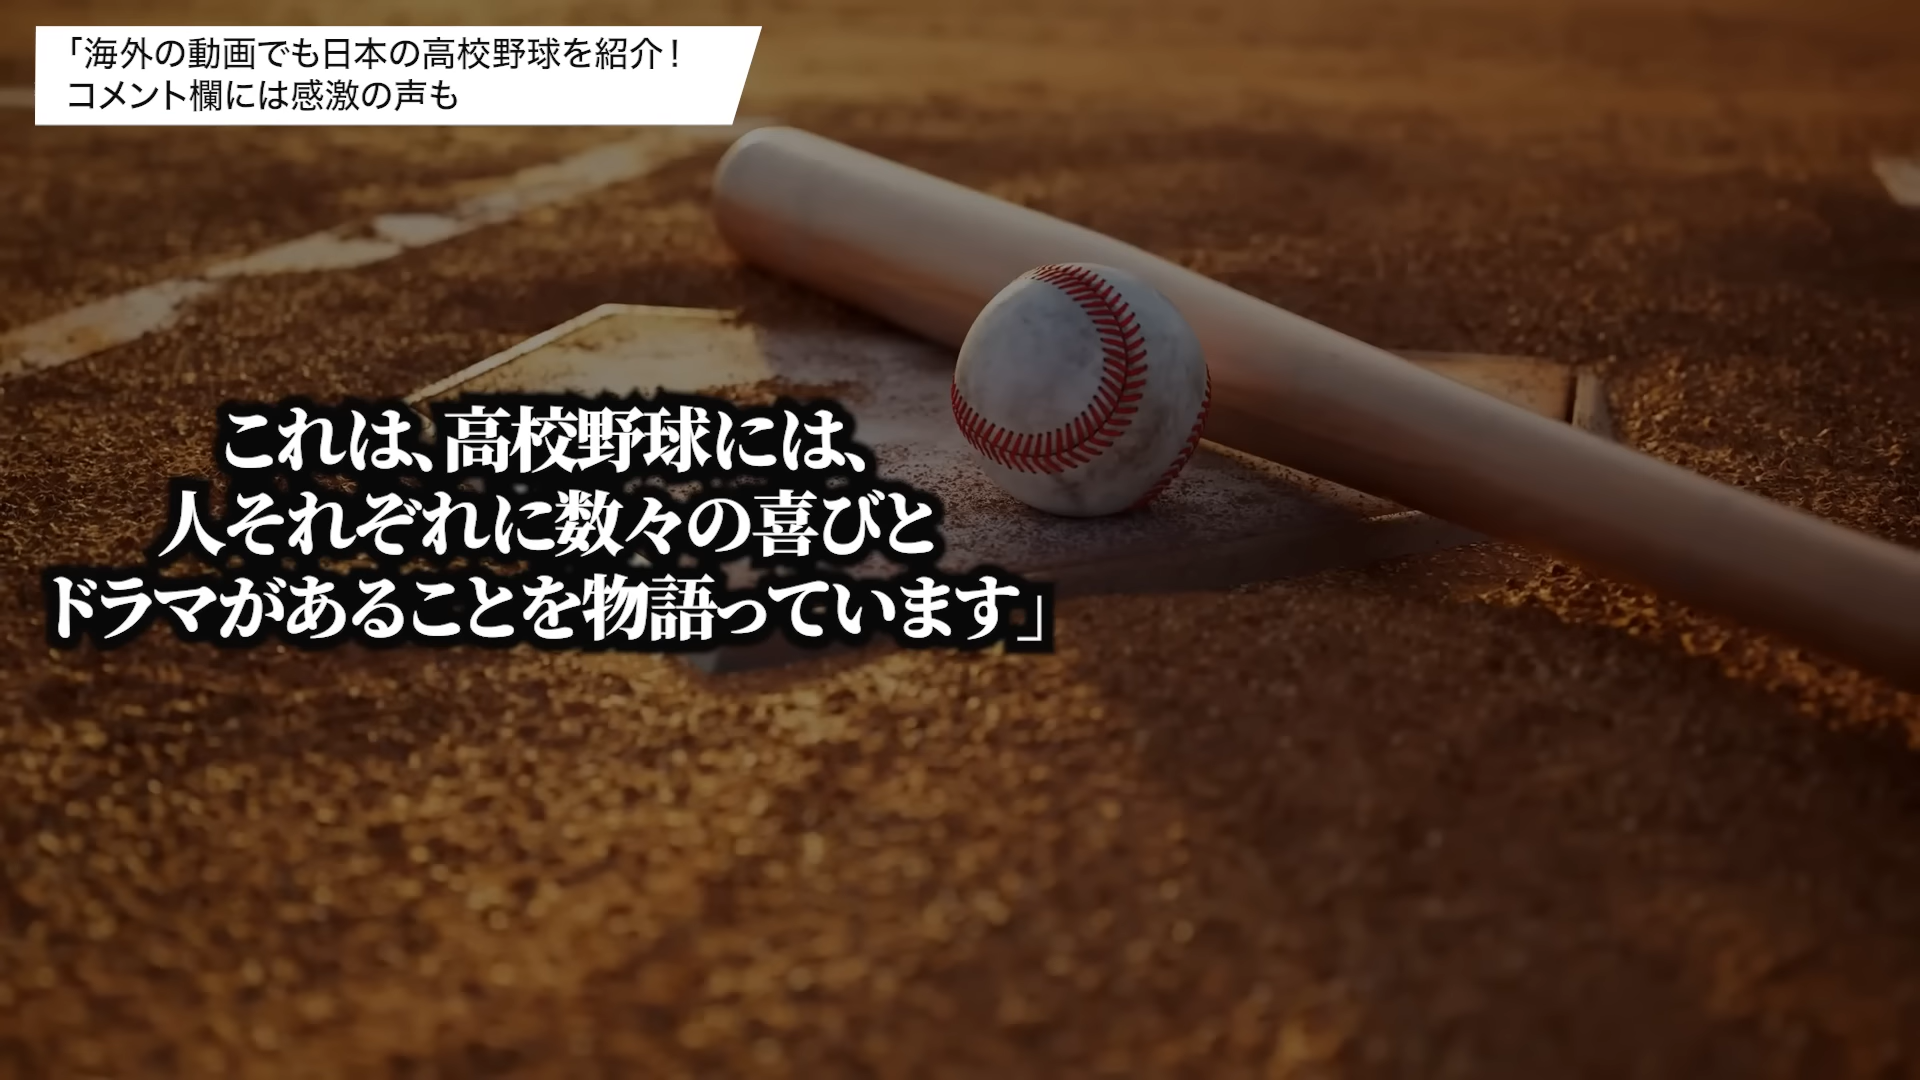 「海外の動画でも日本の高校野球を紹介！
コメント欄には感激の声も
これは、高校野球には、
人それぞれに数々の喜びと
ドラマがあることを物語っています」